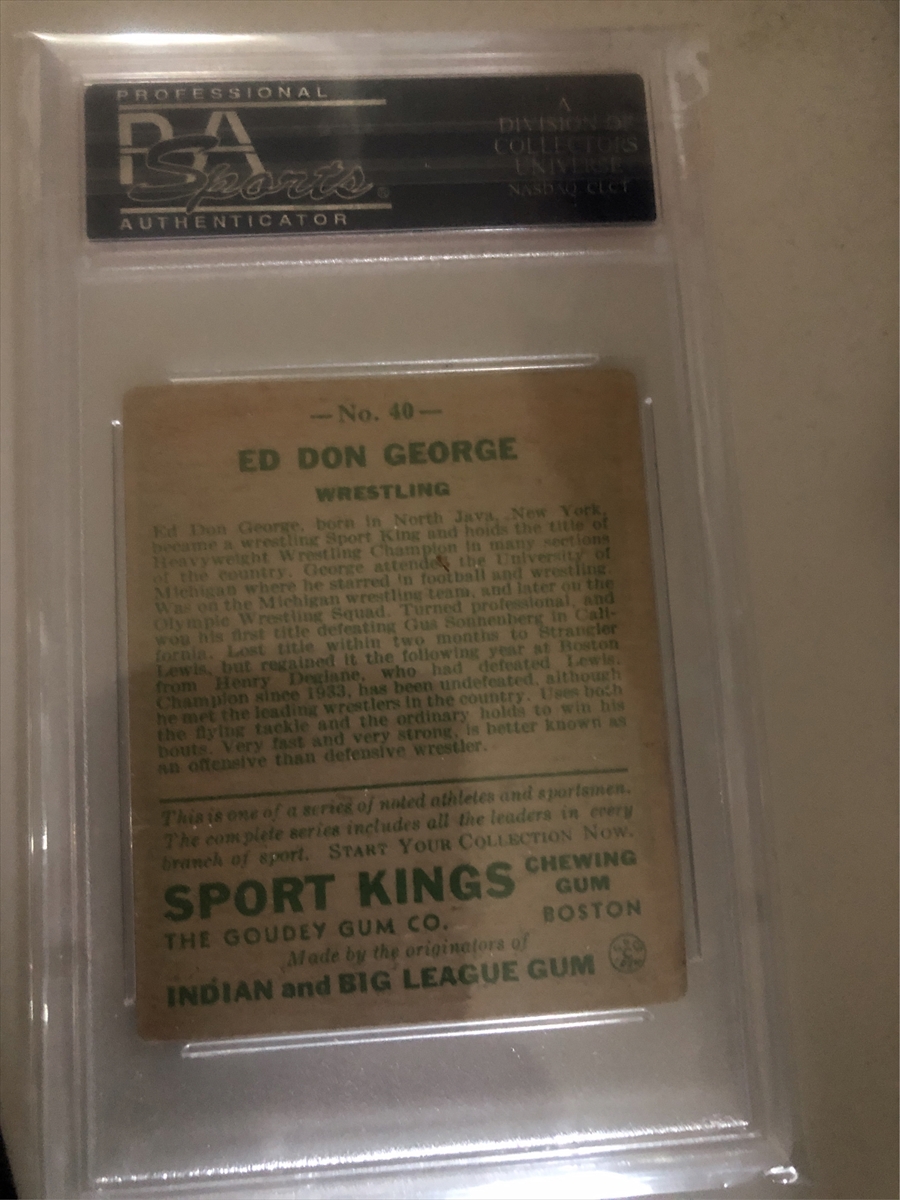 PROFESSIONAL
PSA
Sports ®
AUTHENTICATOR
A
DIVISION OF
COLLECTORS
UNIVERSE
NASDAQ CLCT
—No. 40—
ED DON GEORGE
WRESTLING
Ed Don George, born in North Java, New York,
became a wrestling Sport King and holds the title of
Heavyweight Wrestling Champion in many sections
of the country. George attended the University of
Michigan where he starred in football and wrestling.
Was on the Michigan wrestling team, and later on the
Olympic Wrestling Squad. Turned professional, and
won his first title defeating Gus Sonnenberg in Cali-
fornia. Lost title within two months to Strangler
Lewis, but regained it the following year at Boston
from Henry Deglane, who had defeated Lewis.
Champion since 1933, has been undefeated, although
he met the leading wrestlers in the country. Uses both
the flying tackle and the ordinary holds to win his
bouts. Very fast and very strong, is better known as
an offensive than defensive wrestler.
This is one of a series of noted athletes and sportsmen.
The complete series includes all the leaders in every
branch of sport. START YOUR COLLECTION NOW.
SPORT KINGS CHEWING GUM
THE GOUDEY GUM CO. BOSTON
Made by the originators of
INDIAN and BIG LEAGUE GUM